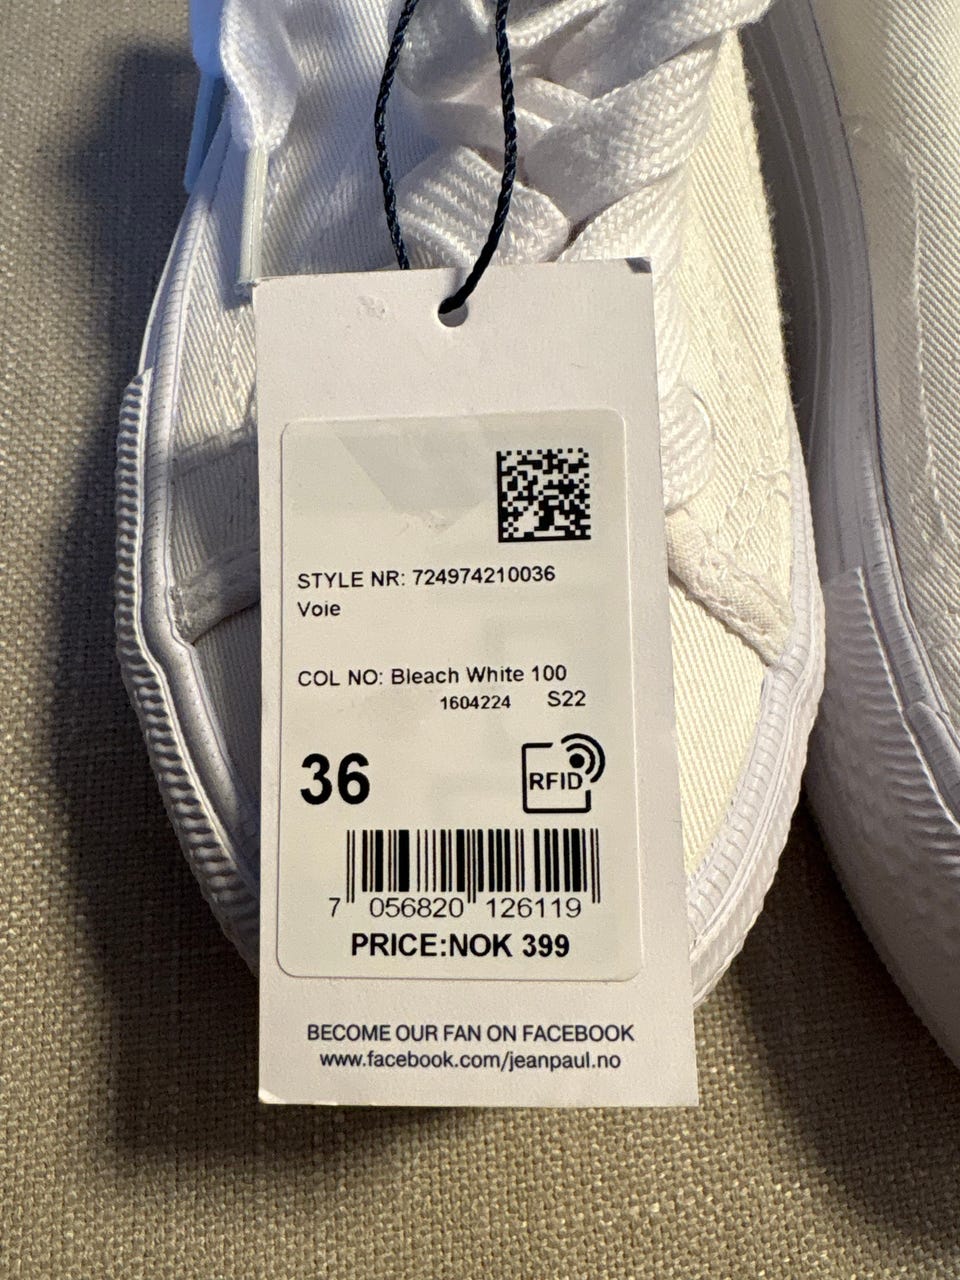 STYLE NR: 724974210036
Voie
COL NO: Bleach White 100
1604224 S22
36
RFID
7 056820 126119
PRICE:NOK 399
BECOME OUR FAN ON FACEBOOK
www.facebook.com/jeanpaul.no